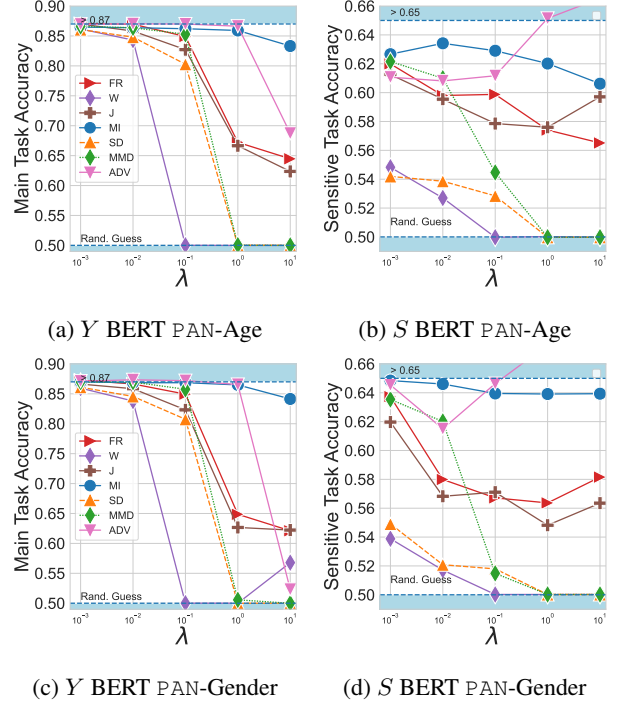 0.90
> 0.87
0.85
0.80
0.75
0.70
0.65
0.60
0.55
0.50
Main Task Accuracy
FR
W
J
MI
SD
MMD
ADV
Rand. Guess
10⁻³ 10⁻² 10⁻¹ 10⁰ 10¹
λ
0.66
> 0.65
0.64
0.62
0.60
0.58
0.56
0.54
0.52
0.50
Sensitive Task Accuracy
Rand. Guess
10⁻³ 10⁻² 10⁻¹ 10⁰ 10¹
λ
(a) Y BERT PAN-Age
(b) S BERT PAN-Age
0.90
> 0.87
0.85
0.80
0.75
0.70
0.65
0.60
0.55
0.50
Main Task Accuracy
FR
W
J
MI
SD
MMD
ADV
Rand. Guess
10⁻³ 10⁻² 10⁻¹ 10⁰ 10¹
λ
0.66
> 0.65
0.64
0.62
0.60
0.58
0.56
0.54
0.52
0.50
Sensitive Task Accuracy
Rand. Guess
10⁻³ 10⁻² 10⁻¹ 10⁰ 10¹
λ
(c) Y BERT PAN-Gender
(d) S BERT PAN-Gender